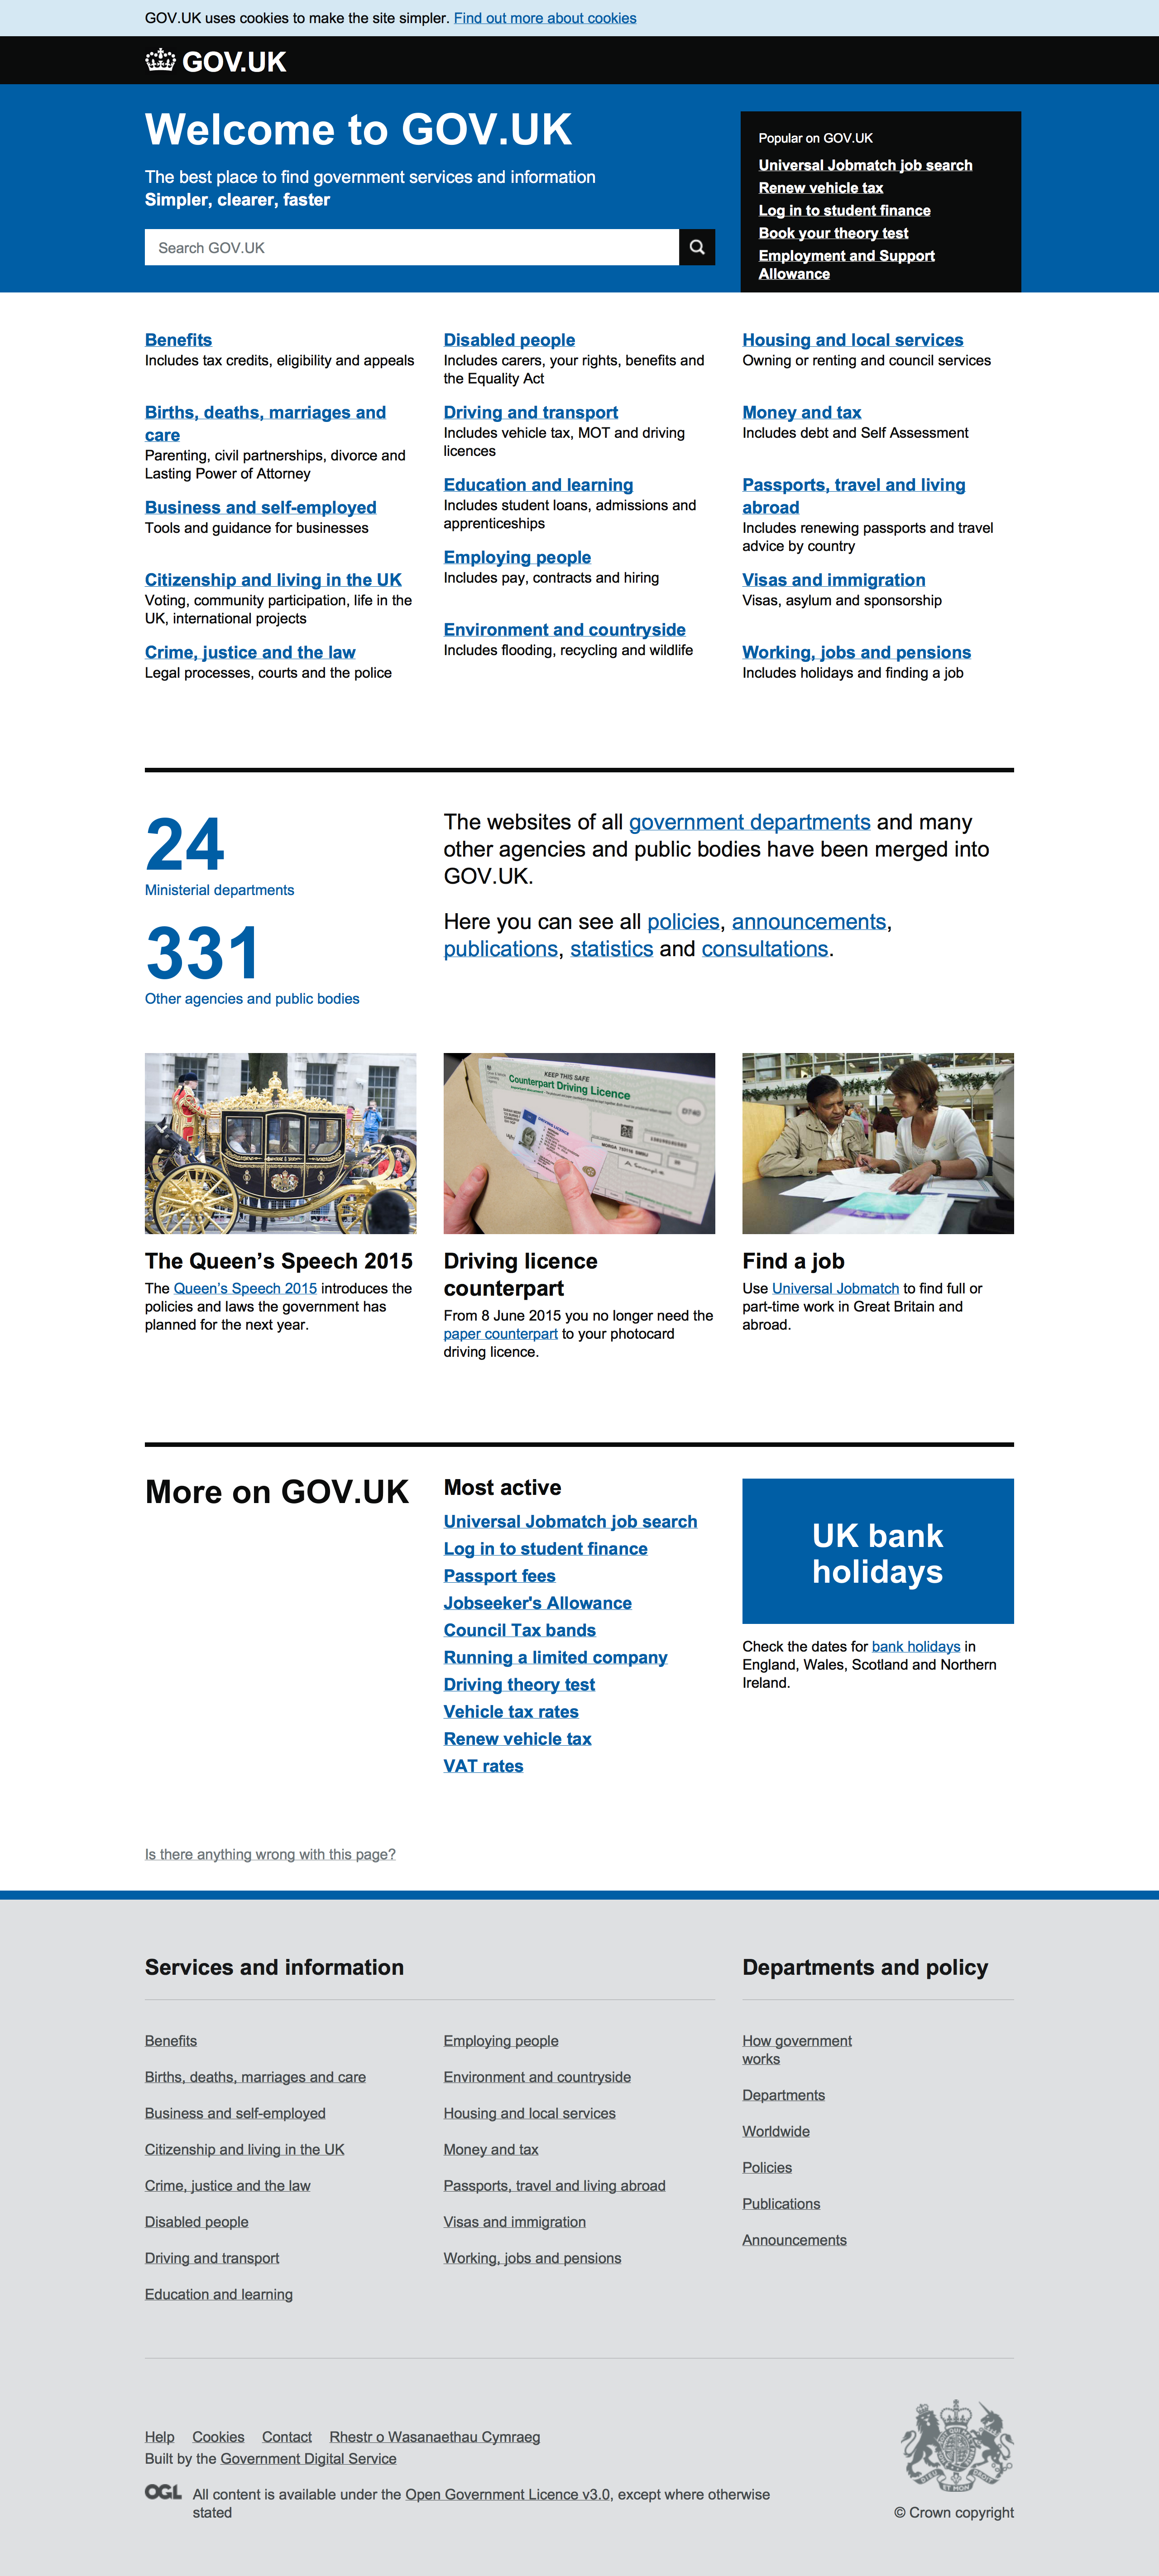 GOV.UK uses cookies to make the site simpler. Find out more about cookies
GOV.UK
Welcome to GOV.UK
The best place to find government services and information
Simpler, clearer, faster
Search GOV.UK
Popular on GOV.UK
Universal Jobmatch job search
Renew vehicle tax
Log in to student finance
Book your theory test
Employment and Support
Allowance
Benefits
Includes tax credits, eligibility and appeals
Births, deaths, marriages and
care
Parenting, civil partnerships, divorce and
Lasting Power of Attorney
Business and self-employed
Tools and guidance for businesses
Citizenship and living in the UK
Voting, community participation, life in the
UK, international projects
Crime, justice and the law
Legal processes, courts and the police
Disabled people
Includes carers, your rights, benefits and
the Equality Act
Driving and transport
Includes vehicle tax, MOT and driving
licences
Education and learning
Includes student loans, admissions and
apprenticeships
Employing people
Includes pay, contracts and hiring
Environment and countryside
Includes flooding, recycling and wildlife
Housing and local services
Owning or renting and council services
Money and tax
Includes debt and Self Assessment
Passports, travel and living
abroad
Includes renewing passports and travel
advice by country
Visas and immigration
Visas, asylum and sponsorship
Working, jobs and pensions
Includes holidays and finding a job
24
Ministerial departments
331
Other agencies and public bodies
The websites of all government departments and many
other agencies and public bodies have been merged into
GOV.UK.
Here you can see all policies, announcements,
publications, statistics and consultations.
KEEP THIS SAFE
Counterpart Driving Licence
The Queen’s Speech 2015
The Queen’s Speech 2015 introduces the
policies and laws the government has
planned for the next year.
Driving licence
counterpart
From 8 June 2015 you no longer need the
paper counterpart to your photocard
driving licence.
Find a job
Use Universal Jobmatch to find full or
part-time work in Great Britain and
abroad.
More on GOV.UK
Most active
Universal Jobmatch job search
Log in to student finance
Passport fees
Jobseeker's Allowance
Council Tax bands
Running a limited company
Driving theory test
Vehicle tax rates
Renew vehicle tax
VAT rates
UK bank
holidays
Check the dates for bank holidays in
England, Wales, Scotland and Northern
Ireland.
Is there anything wrong with this page?
Services and information
Benefits
Births, deaths, marriages and care
Business and self-employed
Citizenship and living in the UK
Crime, justice and the law
Disabled people
Driving and transport
Education and learning
Employing people
Environment and countryside
Housing and local services
Money and tax
Passports, travel and living abroad
Visas and immigration
Working, jobs and pensions
Departments and policy
How government
works
Departments
Worldwide
Policies
Publications
Announcements
Help Cookies Contact Rhestr o Wasanaethau Cymraeg
Built by the Government Digital Service
OGL
All content is available under the Open Government Licence v3.0, except where otherwise
stated
© Crown copyright